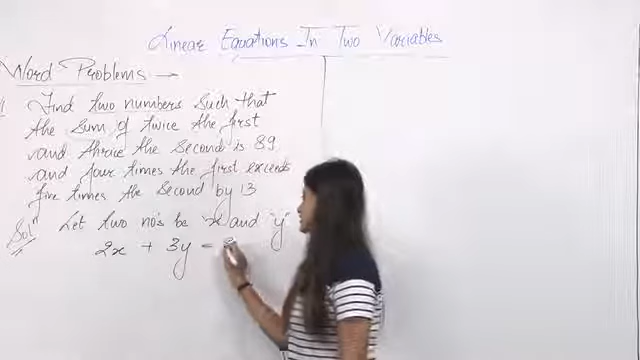 Linear Equations In Two Variables
Word Problems —
Find two numbers such that
the sum of twice the first
and thrice the second is 89
and four times the first exceeds
five times the second by 13
Solⁿ Let two no's be "x" and "y"
2x + 3y = 8